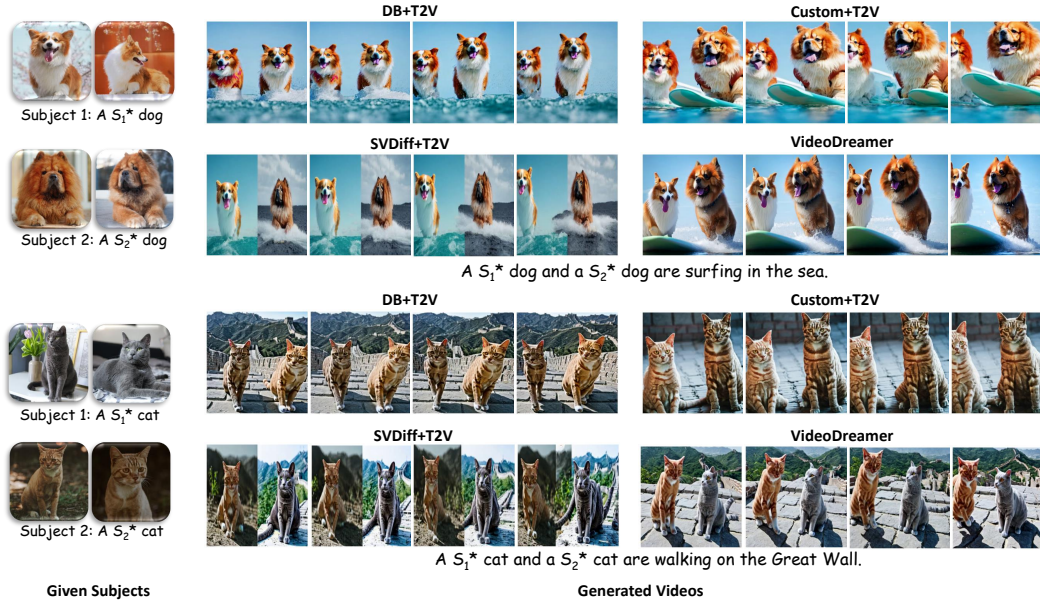 DB+T2V
Custom+T2V
Subject 1: A S₁* dog
SVDiff+T2V
VideoDreamer
Subject 2: A S₂* dog
A S₁* dog and a S₂* dog are surfing in the sea.
DB+T2V
Custom+T2V
Subject 1: A S₁* cat
SVDiff+T2V
VideoDreamer
Subject 2: A S₂* cat
A S₁* cat and a S₂* cat are walking on the Great Wall.
Given Subjects
Generated Videos